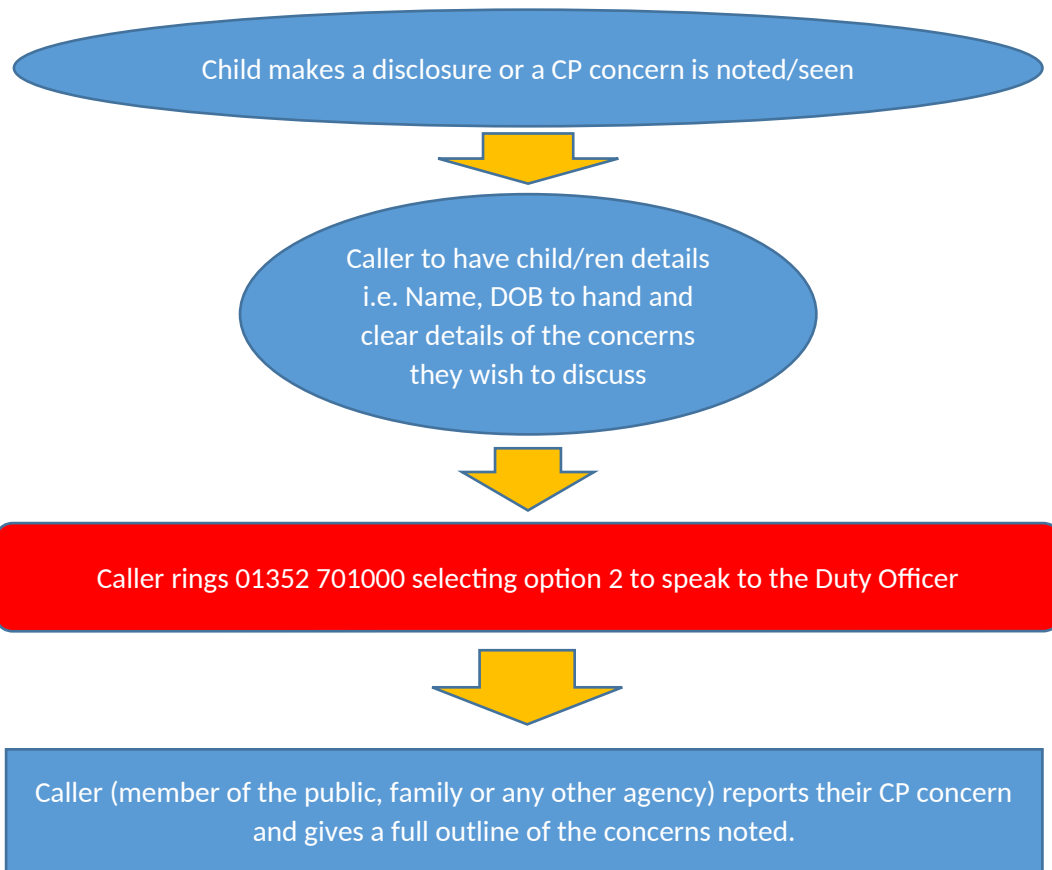 Child makes a disclosure or a CP concern is noted/seen
Caller to have child/ren details
i.e. Name, DOB to hand and
clear details of the concerns
they wish to discuss
Caller rings 01352 701000 selecting option 2 to speak to the Duty Officer
Caller (member of the public, family or any other agency) reports their CP concern
and gives a full outline of the concerns noted.